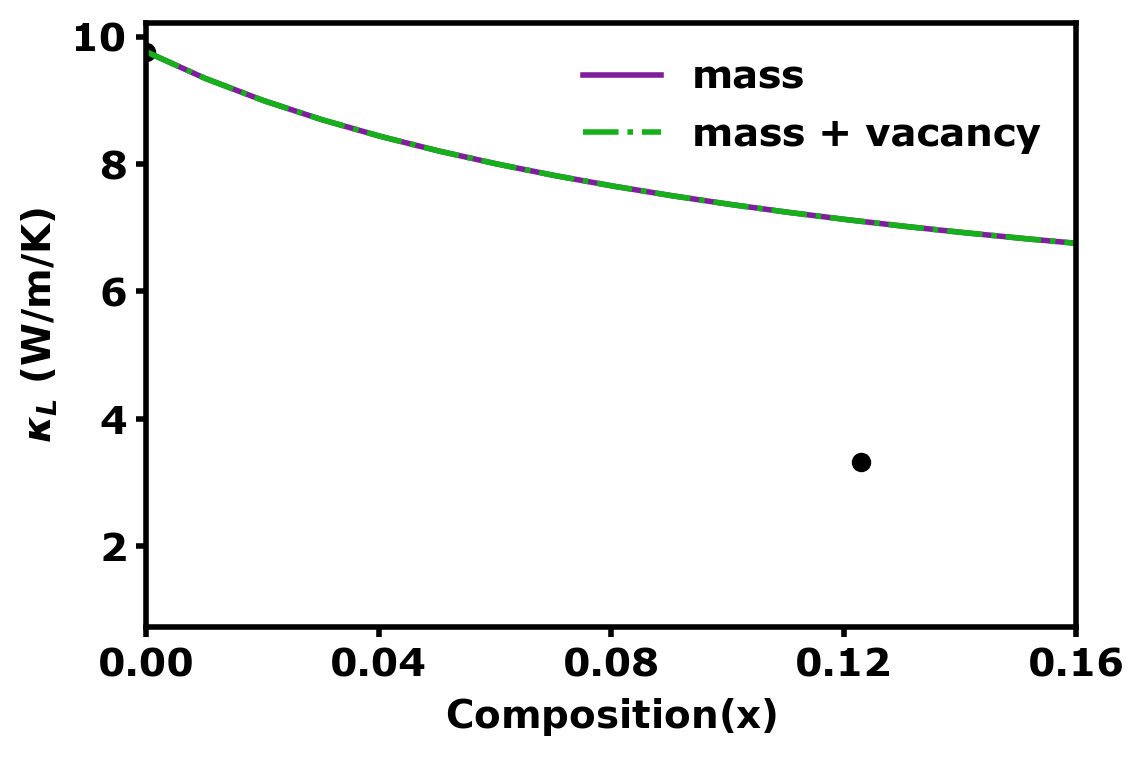 10
8
6
4
2
κL (W/m/K)
mass
mass + vacancy
0.00 0.04 0.08 0.12 0.16
Composition(x)